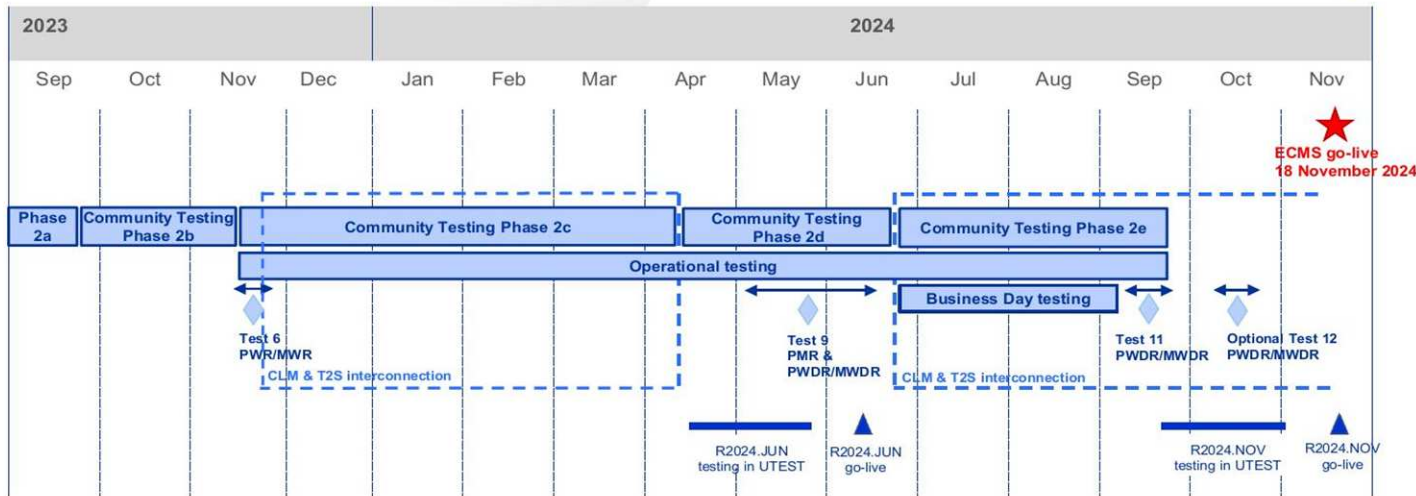 2023
2024
Sep
Oct
Nov
Dec
Jan
Feb
Mar
Apr
May
Jun
Jul
Aug
Sep
Oct
Nov
ECMS go-live
18 November 2024
Phase
2a
Community Testing
Phase 2b
Community Testing Phase 2c
Community Testing
Phase 2d
Community Testing Phase 2e
Operational testing
Business Day testing
Test 6
PWR/MWR
Test 9
PMR &
PWDR/MWDR
Test 11
PWDR/MWDR
Optional Test 12
PWDR/MWDR
CLM & T2S interconnection
CLM & T2S interconnection
R2024.JUN
testing in UTEST
R2024.JUN
go-live
R2024.NOV
testing in UTEST
R2024.NOV
go-live